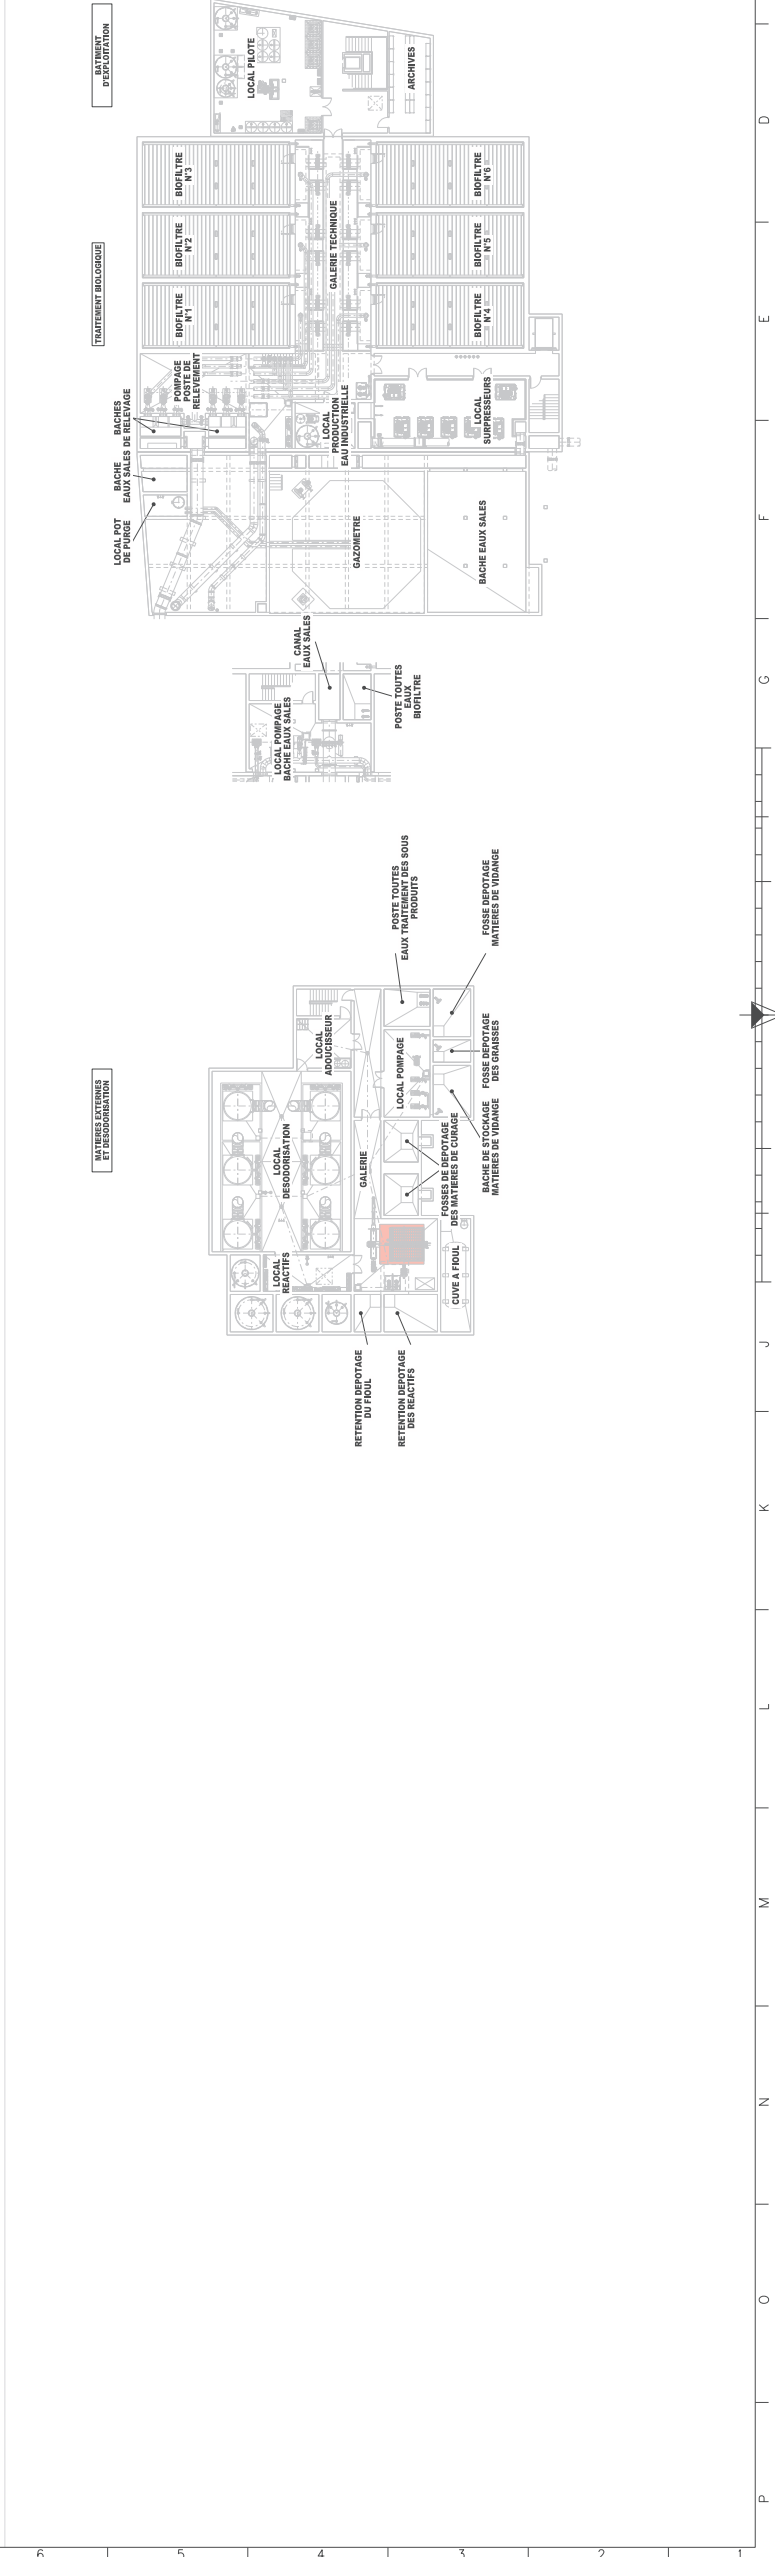 BATIMENT
D'EXPLOITATION
LOCAL PILOTE
ARCHIVES
D
TRAITEMENT BIOLOGIQUE
BIOFILTRE
N°3
BIOFILTRE
N°2
BIOFILTRE
N°1
GALERIE TECHNIQUE
BIOFILTRE
N°6
BIOFILTRE
N°5
BIOFILTRE
N°4
E
POMPAGE
POSTE DE
RELEVEMENT
BACHES
EAUX SALES DE RELEVAGE
BACHE
LOCAL POT
DE PURGE
LOCAL
PRODUCTION
EAU INDUSTRIELLE
LOCAL
SURPRESSEURS
GAZOMETRE
BACHE EAUX SALES
F
CANAL
EAUX SALES
LOCAL POMPAGE
BACHE EAUX SALES
POSTE TOUTES
EAUX
BIOFILTRE
G
MATIERES EXTERNES
ET DESODORISATION
POSTE TOUTES
EAUX TRAITEMENT DES SOUS
PRODUITS
FOSSE DEPOTAGE
MATIERES DE VIDANGE
LOCAL
ADOUCISSEUR
LOCAL POMPAGE
FOSSE DEPOTAGE
DES GRAISSES
BACHE DE STOCKAGE
MATIERES DE VIDANGE
LOCAL
DESODORISATION
GALERIE
FOSSES DE DEPOTAGE
DES MATIERES DE CURAGE
LOCAL
REACTIFS
CUVE A FIOUL
RETENTION DEPOTAGE
DU FIOUL
RETENTION DEPOTAGE
DES REACTIFS
J
K
L
M
N
O
P
6
5
4
3
2
1